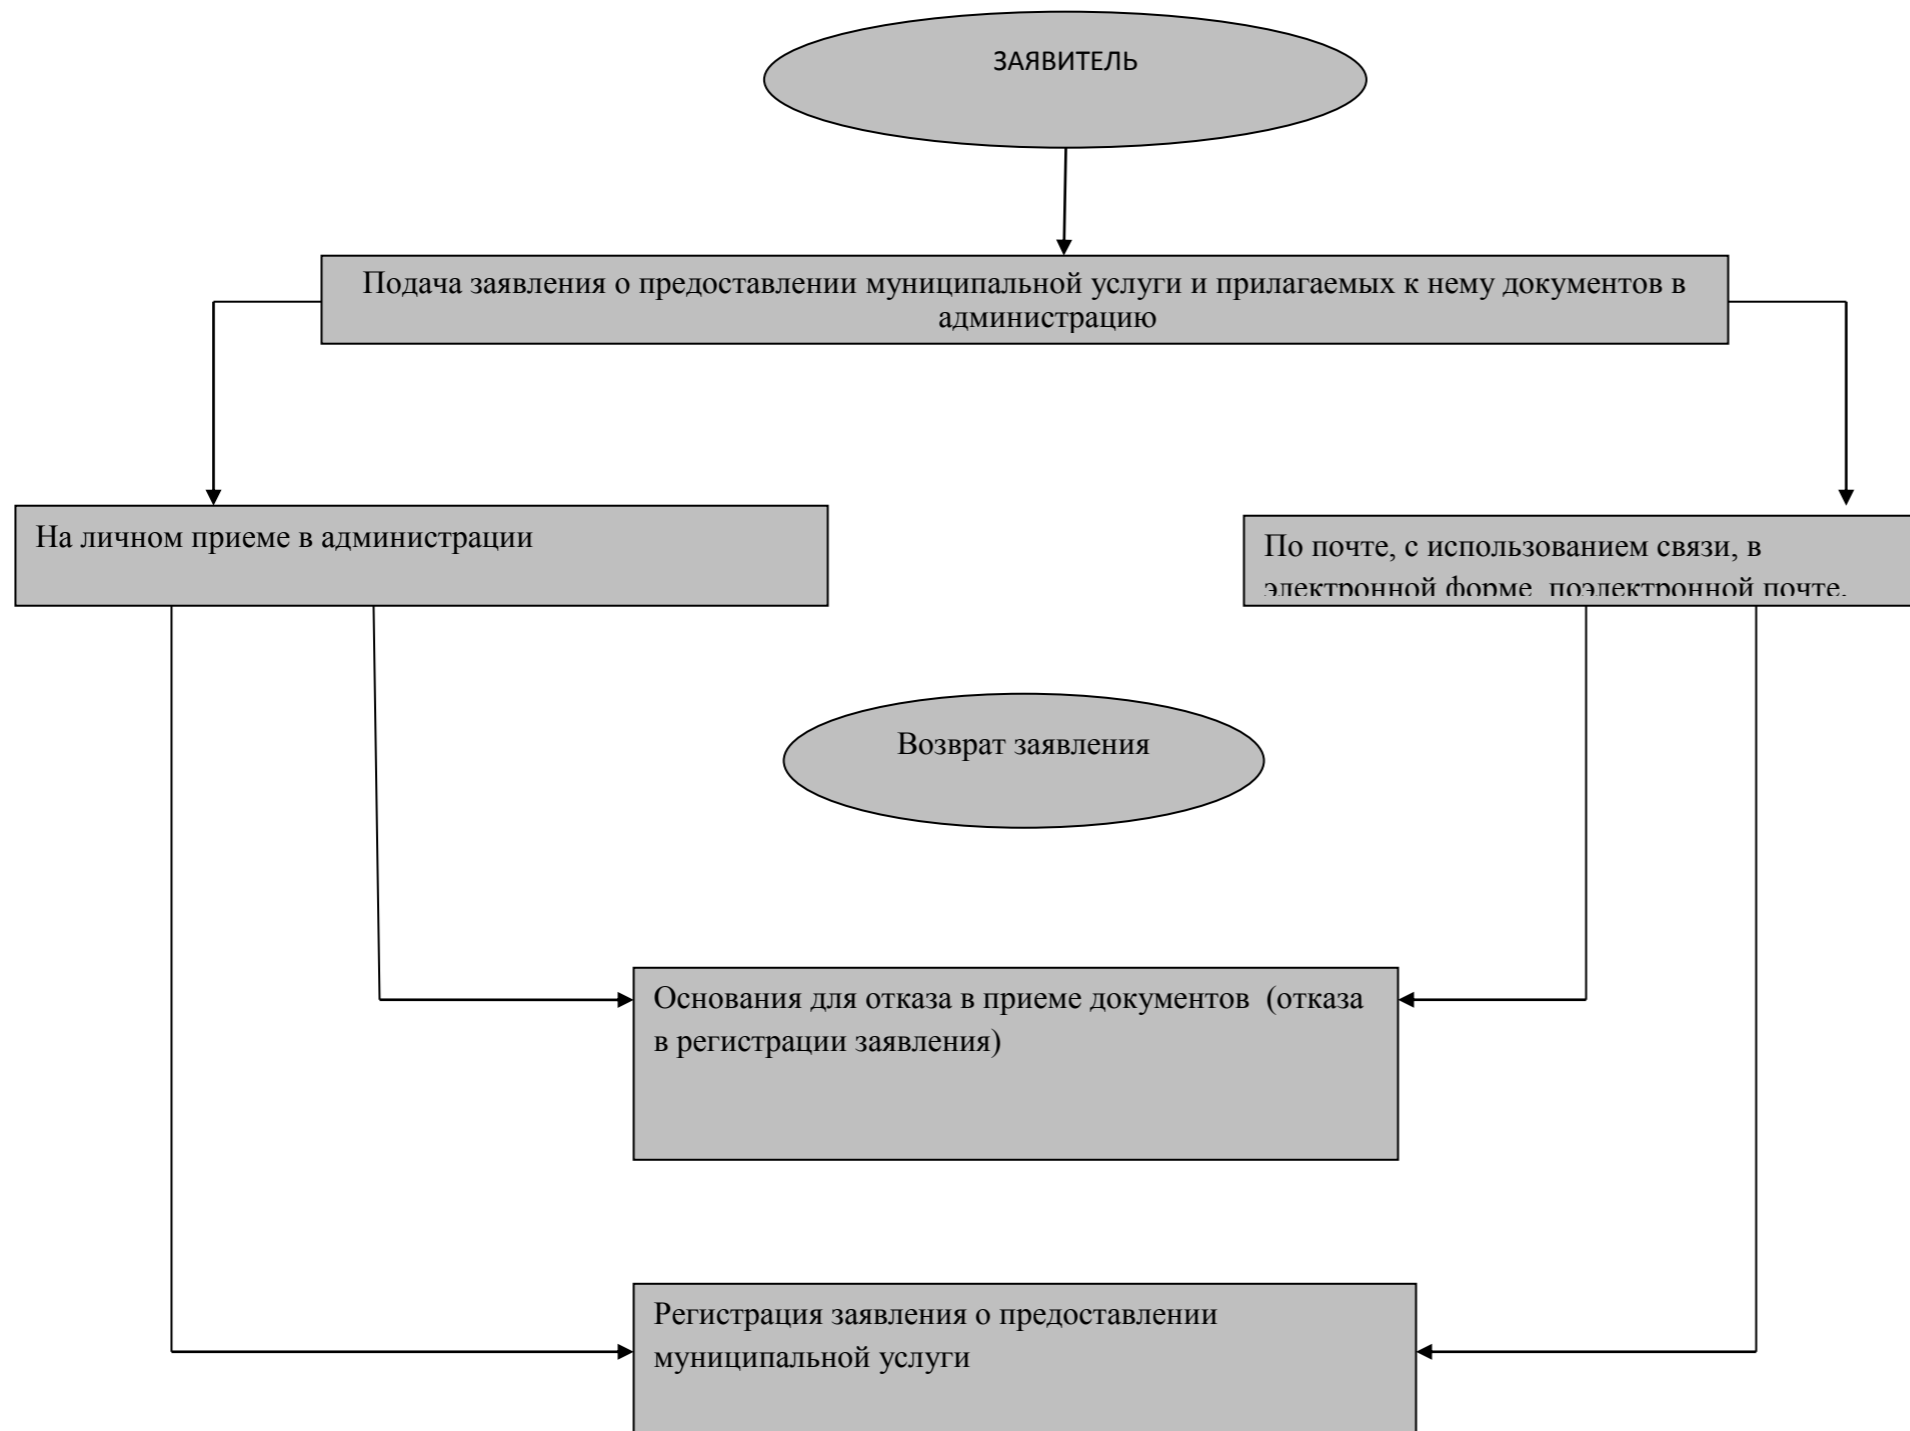 ЗАЯВИТЕЛЬ
Подача заявления о предоставлении муниципальной услуги и прилагаемых к нему документов в
администрацию
На личном приеме в администрации
По почте, с использованием связи, в
электронной форме поэлектронной почте.
Возврат заявления
Основания для отказа в приеме документов (отказа
в регистрации заявления)
Регистрация заявления о предоставлении
муниципальной услуги